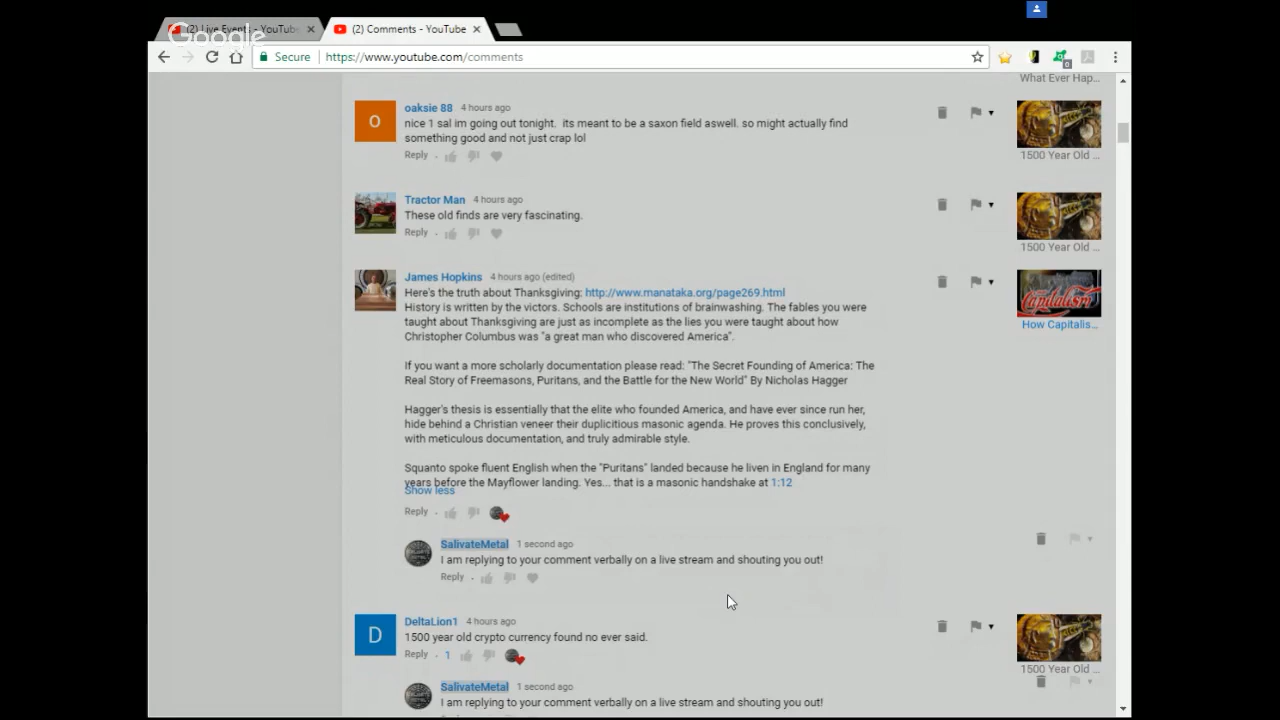 (2) Live Events - YouTube
(2) Comments - YouTube
Google
Secure
https://www.youtube.com/comments
0
What Ever Hap...
O
oaksie 88 4 hours ago
nice 1 sal im going out tonight. its meant to be a saxon field aswell. so might actually find
something good and not just crap lol
Reply
1500 Year Old ...
Tractor Man 4 hours ago
These old finds are very fascinating.
Reply
1500 Year Old ...
James Hopkins 4 hours ago (edited)
Here's the truth about Thanksgiving: http://www.manataka.org/page269.html
History is written by the victors. Schools are institutions of brainwashing. The fables you were
taught about Thanksgiving are just as incomplete as the lies you were taught about how
Christopher Columbus was "a great man who discovered America".
If you want a more scholarly documentation please read: "The Secret Founding of America: The
Real Story of Freemasons, Puritans, and the Battle for the New World" By Nicholas Hagger
Hagger's thesis is essentially that the elite who founded America, and have ever since run her,
hide behind a Christian veneer their duplicitious masonic agenda. He proves this conclusively,
with meticulous documentation, and truly admirable style.
Squanto spoke fluent English when the "Puritans" landed because he liven in England for many
years before the Mayflower landing. Yes... that is a masonic handshake at 1:12
Show less
Reply
Capitalism
How Capitalis...
SalivateMetal 1 second ago
I am replying to your comment verbally on a live stream and shouting you out!
Reply
D
DeltaLion1 4 hours ago
1500 year old crypto currency found no ever said.
Reply 1
1500 Year Old ...
SalivateMetal 1 second ago
I am replying to your comment verbally on a live stream and shouting you out!